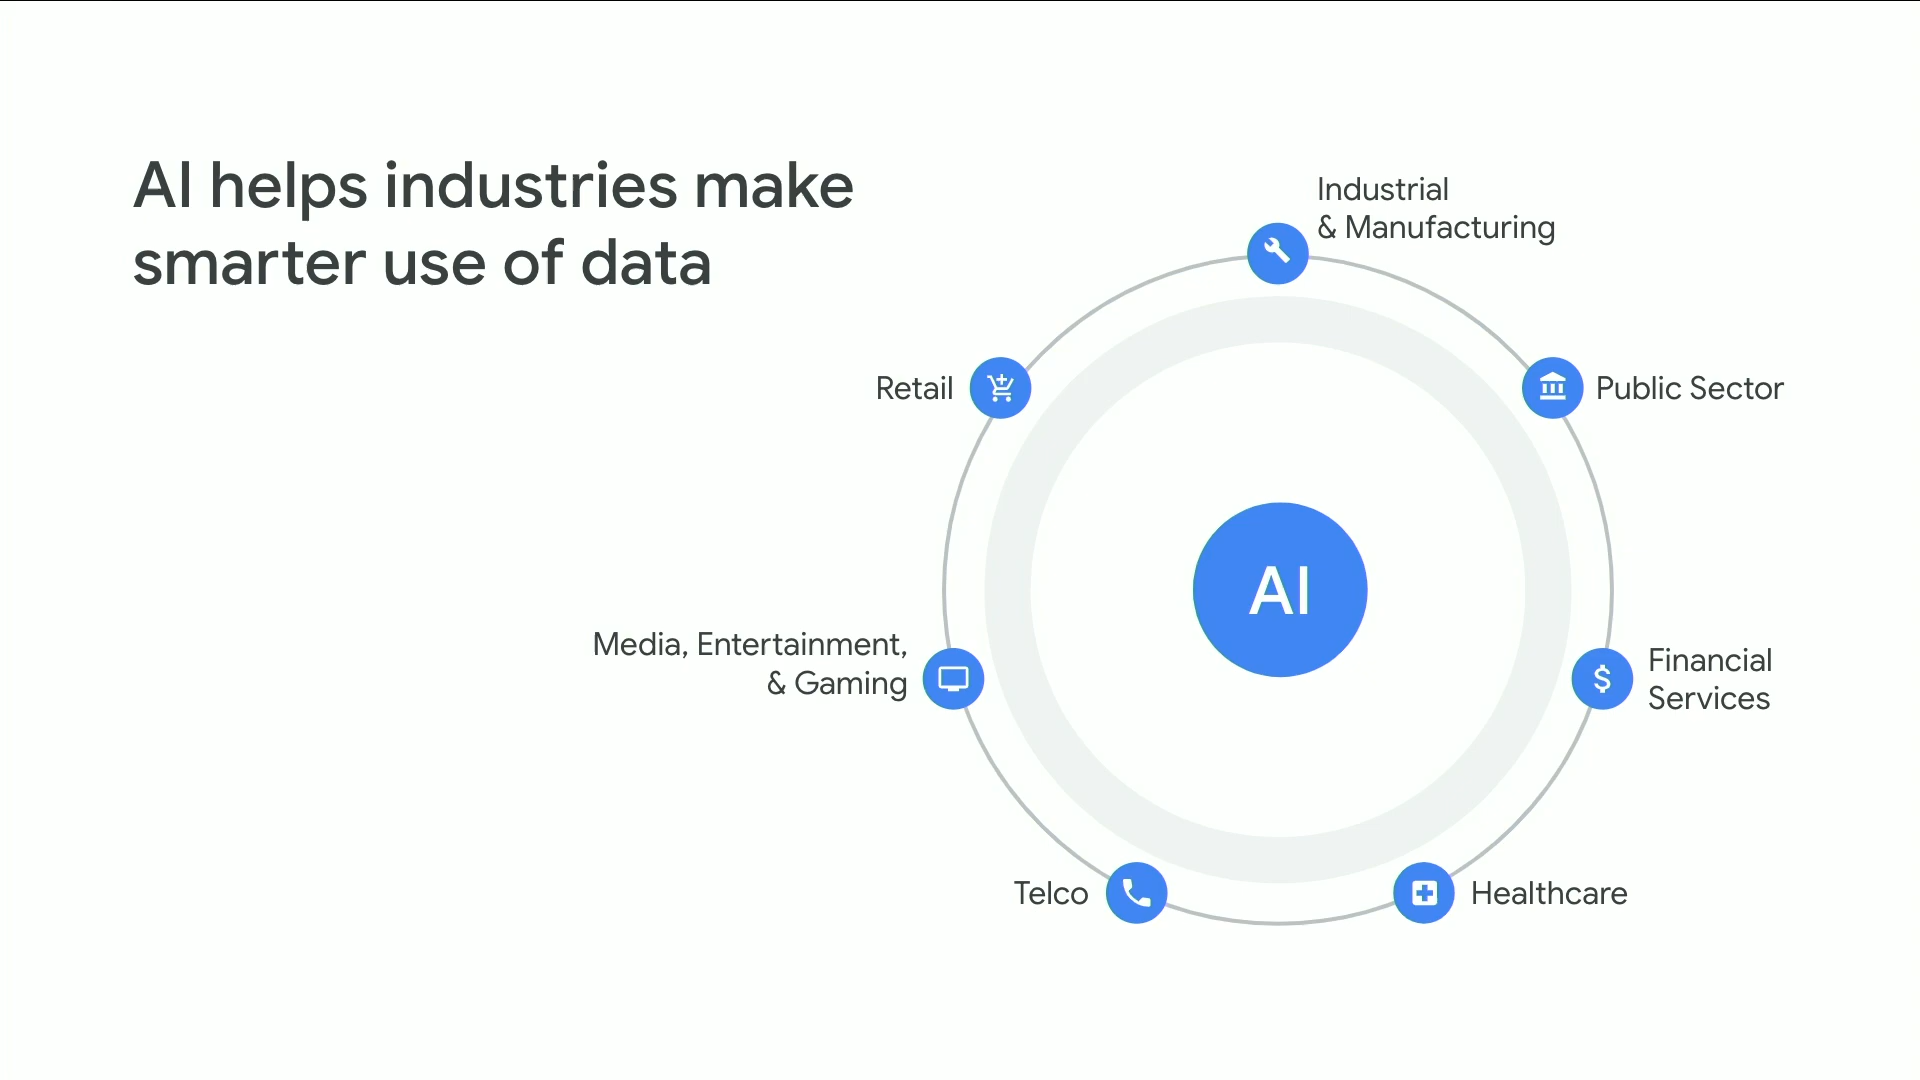 AI helps industries make
smarter use of data
Industrial
& Manufacturing
Retail
Public Sector
AI
Media, Entertainment,
& Gaming
$
Financial
Services
Telco
Healthcare